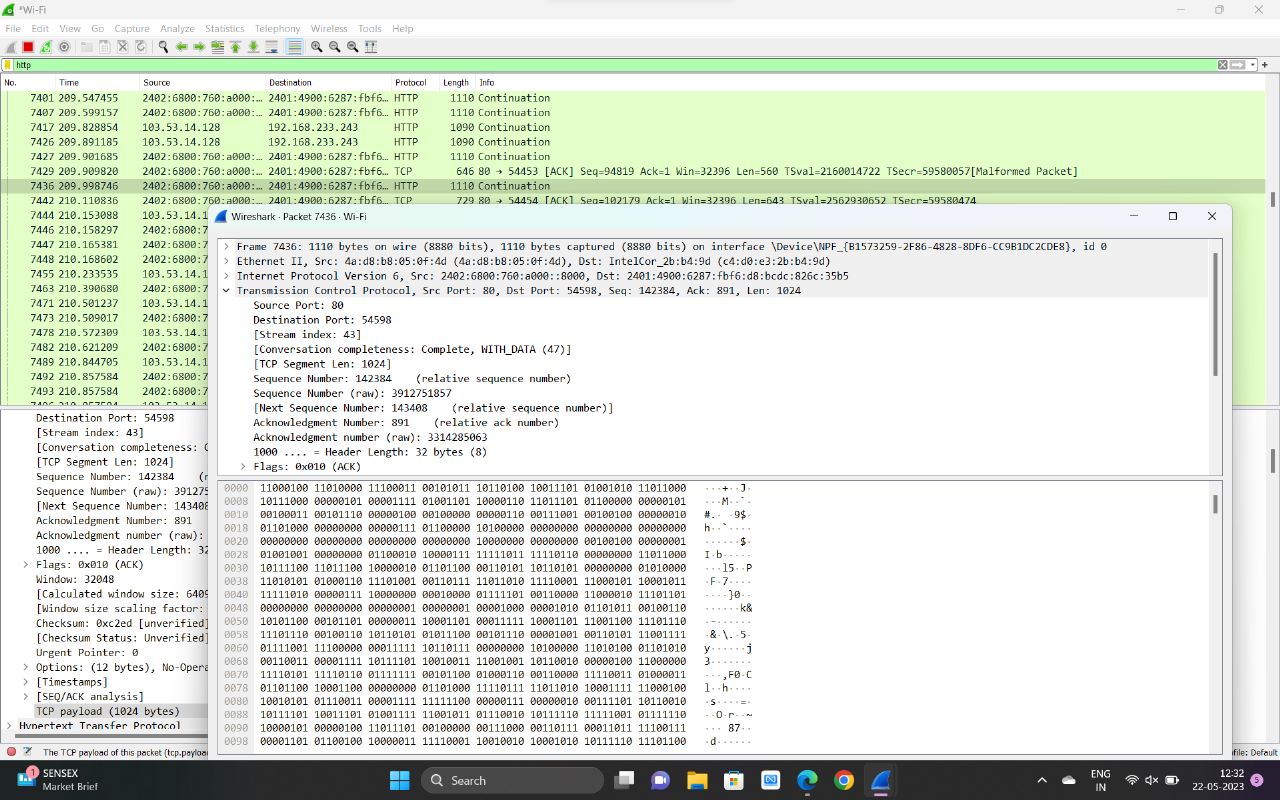 *Wi-Fi
File Edit View Go Capture Analyze Statistics Telephony Wireless Tools Help
http
No. Time Source Destination Protocol Length Info
7401 209.547455 2402:6800:760:a000:… 2401:4900:6287:fbf6… HTTP 1110 Continuation
7407 209.599157 2402:6800:760:a000:… 2401:4900:6287:fbf6… HTTP 1110 Continuation
7417 209.828854 103.53.14.128 192.168.233.243 HTTP 1090 Continuation
7426 209.891185 103.53.14.128 192.168.233.243 HTTP 1090 Continuation
7427 209.901685 2402:6800:760:a000:… 2401:4900:6287:fbf6… HTTP 1110 Continuation
7429 209.909820 2402:6800:760:a000:… 2401:4900:6287:fbf6… TCP 646 80 → 54453 [ACK] Seq=94819 Ack=1 Win=32396 Len=560 TSval=2160014722 TSecr=59580057[Malformed Packet]
7436 209.998746 2402:6800:760:a000:… 2401:4900:6287:fbf6… HTTP 1110 Continuation
7442 210.110836 2402:6800:760:a000:… 2401:4900:6287:fbf6… TCP 729 80 → 54454 [ACK] Seq=102179 Ack=1 Win=32396 Len=643 TSval=2562930652 TSecr=59580474
7444 210.153088 103.53.14.1
7446 210.158297 2402:6800:7
7447 210.165381 2402:6800:7
7448 210.168602 2402:6800:7
7455 210.233535 103.53.14.1
7463 210.390680 2402:6800:7
7471 210.501237 103.53.14.1
7473 210.509017 2402:6800:7
7478 210.572309 103.53.14.1
7482 210.621209 2402:6800:7
7489 210.844705 103.53.14.1
7492 210.857584 2402:6800:7
7493 210.857584 2402:6800:7
Destination Port: 54598
[Stream index: 43]
[Conversation completeness: C
[TCP Segment Len: 1024]
Sequence Number: 142384 (r
Sequence Number (raw): 391275
[Next Sequence Number: 143408
Acknowledgment Number: 891
Acknowledgment number (raw):
1000 .... = Header Length: 32
Flags: 0x010 (ACK)
Window: 32048
[Calculated window size: 6409
[Window size scaling factor:
Checksum: 0xc2ed [unverified]
[Checksum Status: Unverified]
Urgent Pointer: 0
Options: (12 bytes), No-Opera
[Timestamps]
[SEQ/ACK analysis]
TCP payload (1024 bytes)
Hypertext Transfer Protocol
The TCP payload of this packet (tcp.payloa
file: Default
Wireshark · Packet 7436 · Wi-Fi
Frame 7436: 1110 bytes on wire (8880 bits), 1110 bytes captured (8880 bits) on interface \Device\NPF_{B1573259-2F86-4828-8DF6-CC9B1DC2CDE8}, id 0
Ethernet II, Src: 4a:d8:b8:05:0f:4d (4a:d8:b8:05:0f:4d), Dst: IntelCor_2b:b4:9d (c4:d0:e3:2b:b4:9d)
Internet Protocol Version 6, Src: 2402:6800:760:a000::8000, Dst: 2401:4900:6287:fbf6:d8:bcdc:826c:35b5
Transmission Control Protocol, Src Port: 80, Dst Port: 54598, Seq: 142384, Ack: 891, Len: 1024
Source Port: 80
Destination Port: 54598
[Stream index: 43]
[Conversation completeness: Complete, WITH_DATA (47)]
[TCP Segment Len: 1024]
Sequence Number: 142384 (relative sequence number)
Sequence Number (raw): 3912751857
[Next Sequence Number: 143408 (relative sequence number)]
Acknowledgment Number: 891 (relative ack number)
Acknowledgment number (raw): 3314285063
1000 .... = Header Length: 32 bytes (8)
Flags: 0x010 (ACK)
0000 11000100 11010000 11100011 00101011 10110100 10011101 01001010 11011000 ···+··J·
0008 10111000 00000101 00001111 01001101 10000110 11011101 01100000 00000101 ···M··`·
0010 00100011 00101110 00000100 00100000 00000110 00111001 00100100 00000010 #.· ·9$·
0018 01101000 00000000 00000111 01100000 10100000 00000000 00000000 00000000 h··`····
0020 00000000 00000000 00000000 00000000 10000000 00000000 00100100 00000001 ······$·
0028 01001001 00000000 01100010 10000111 11111011 11110110 00000000 11011000 I·b·····
0030 10111100 11011100 10000010 01101100 00110101 10110101 00000000 01010000 ···l5··P
0038 11010101 01000110 11101001 00110111 11011010 11110001 11000101 10001011 ·F·7····
0040 11111010 00000111 10000000 00010000 01111101 00110000 11000010 11101101 ····}0··
0048 00000000 00000000 00000001 00000001 00001000 00001010 01101011 00100110 ······k&
0050 10101100 00101101 00000011 10001101 00011111 10001101 11001100 11101110 ·-······
0058 11101110 00100110 10110101 01011100 00101110 00001001 00110101 11001111 ·&·\.·5·
0060 01111001 11100000 00011111 10110111 00000000 10100000 11010100 01101010 y······j
0068 00110011 00001111 10111101 10010011 11001001 10110010 00000100 11000000 3·······
0070 11110101 11110110 01111111 00101100 01000110 00110000 11110011 01000011 ···,F0·C
0078 01101100 10001100 00000000 01101000 11110111 11011010 10001111 11000100 l··h····
0080 10100101 01110011 00001111 11111100 00000111 00000010 00111101 10110010 ·s····=·
0088 10111101 10011101 01001111 11001011 01110010 10111110 11111001 01111110 ··O·r··~
0090 10000101 00000100 11011101 00000000 00111000 00110111 00011011 11100111 ····87··
0098 00001101 01100100 10000011 11110001 10010010 10001010 10111110 11101100 ·d······
SENSEX
Market Brief
1
Search
ENG
IN
12:32
22-05-2023
5